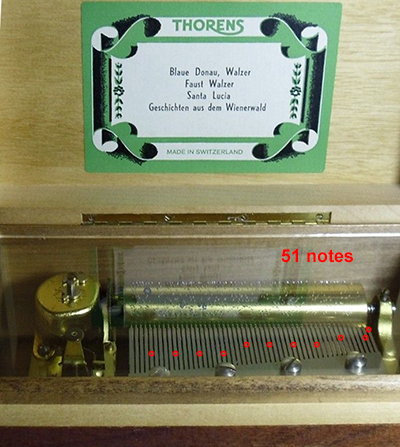 THORENS
Blaue Donau, Walzer
Faust Walzer
Santa Lucia
Geschichten aus dem Wienerwald
MADE IN SWITZERLAND
51 notes